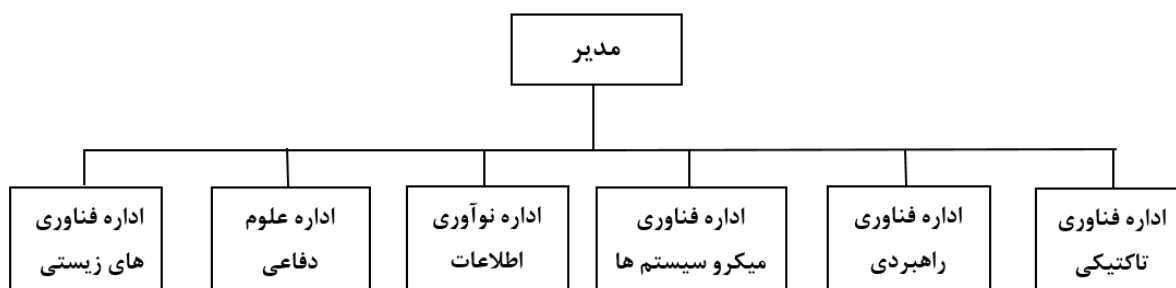 مدیر
اداره فناوری
تاکتیکی
اداره فناوری
راهبردی
اداره فناوری
میکرو سیستم ها
اداره نوآوری
اطلاعات
اداره علوم
دفاعی
اداره فناوری
های زیستی